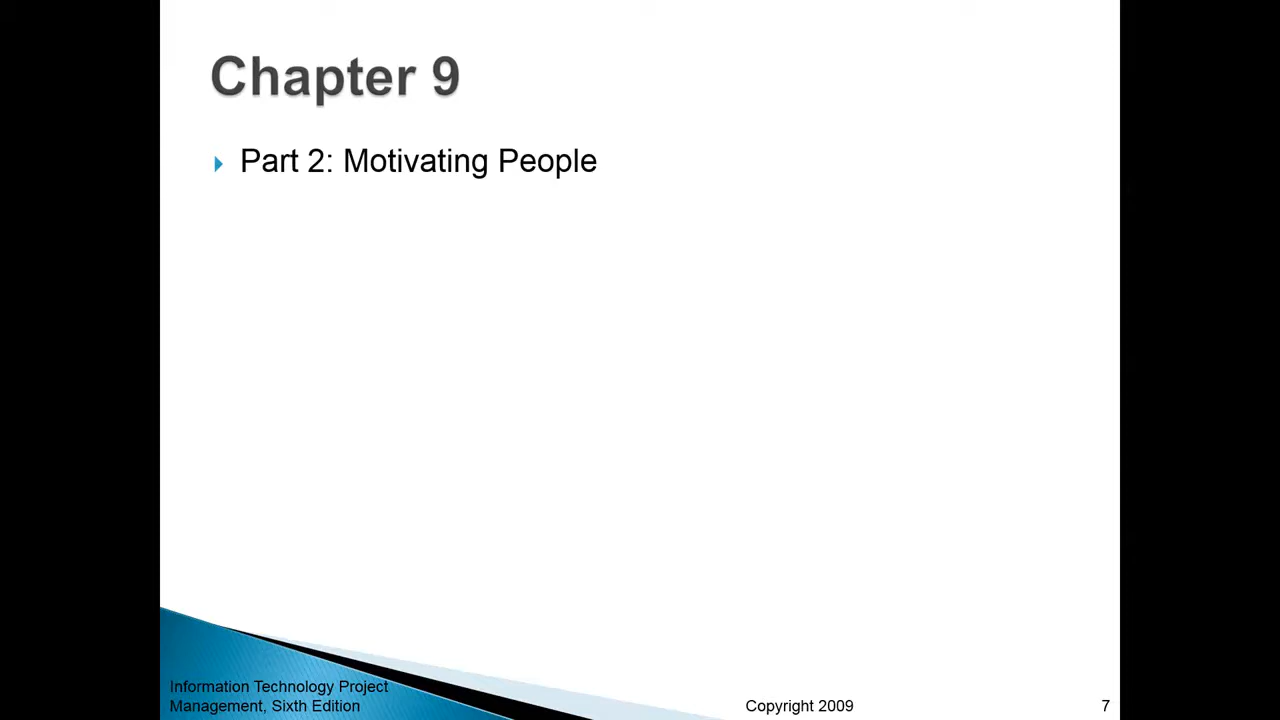 Chapter 9
Part 2: Motivating People
Information Technology Project
Management, Sixth Edition
Copyright 2009
7